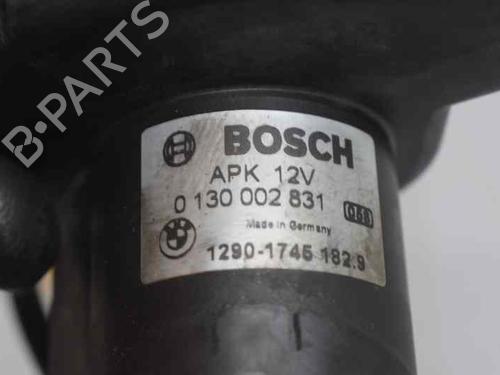 B-PARTS
BOSCH
APK 12V
0 130 002 831
Made in Germany
1290-1745 182.9